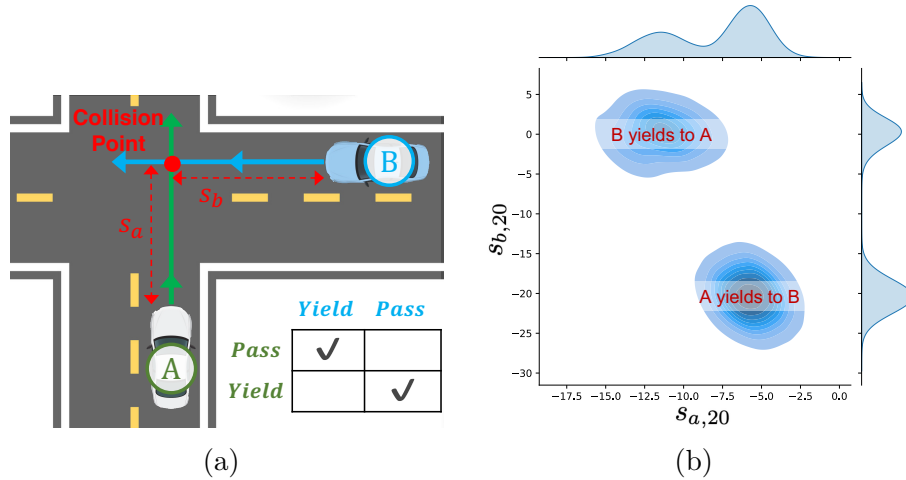 Collision
Point
B
S_b
S_a
A
Yield Pass
Pass ✓
Yield ✓
(a)
5
0
−5
−10
−15
−20
−25
−30
s_{b,20}
B yields to A
A yields to B
−17.5 −15.0 −12.5 −10.0 −7.5 −5.0 −2.5 0.0
s_{a,20}
(b)